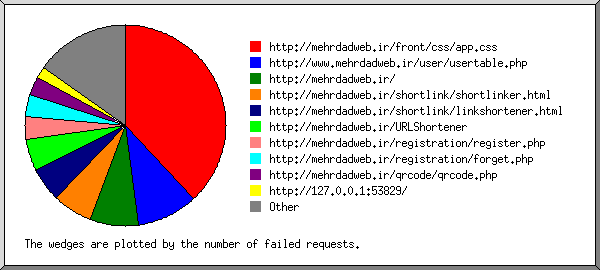 http://mehrdadweb.ir/front/css/app.css
http://www.mehrdadweb.ir/user/usertable.php
http://mehrdadweb.ir/
http://mehrdadweb.ir/shortlink/shortlinker.html
http://mehrdadweb.ir/shortlink/linkshortener.html
http://mehrdadweb.ir/URLShortener
http://mehrdadweb.ir/registration/register.php
http://mehrdadweb.ir/registration/forget.php
http://mehrdadweb.ir/qrcode/qrcode.php
http://127.0.0.1:53829/
Other
The wedges are plotted by the number of failed requests.